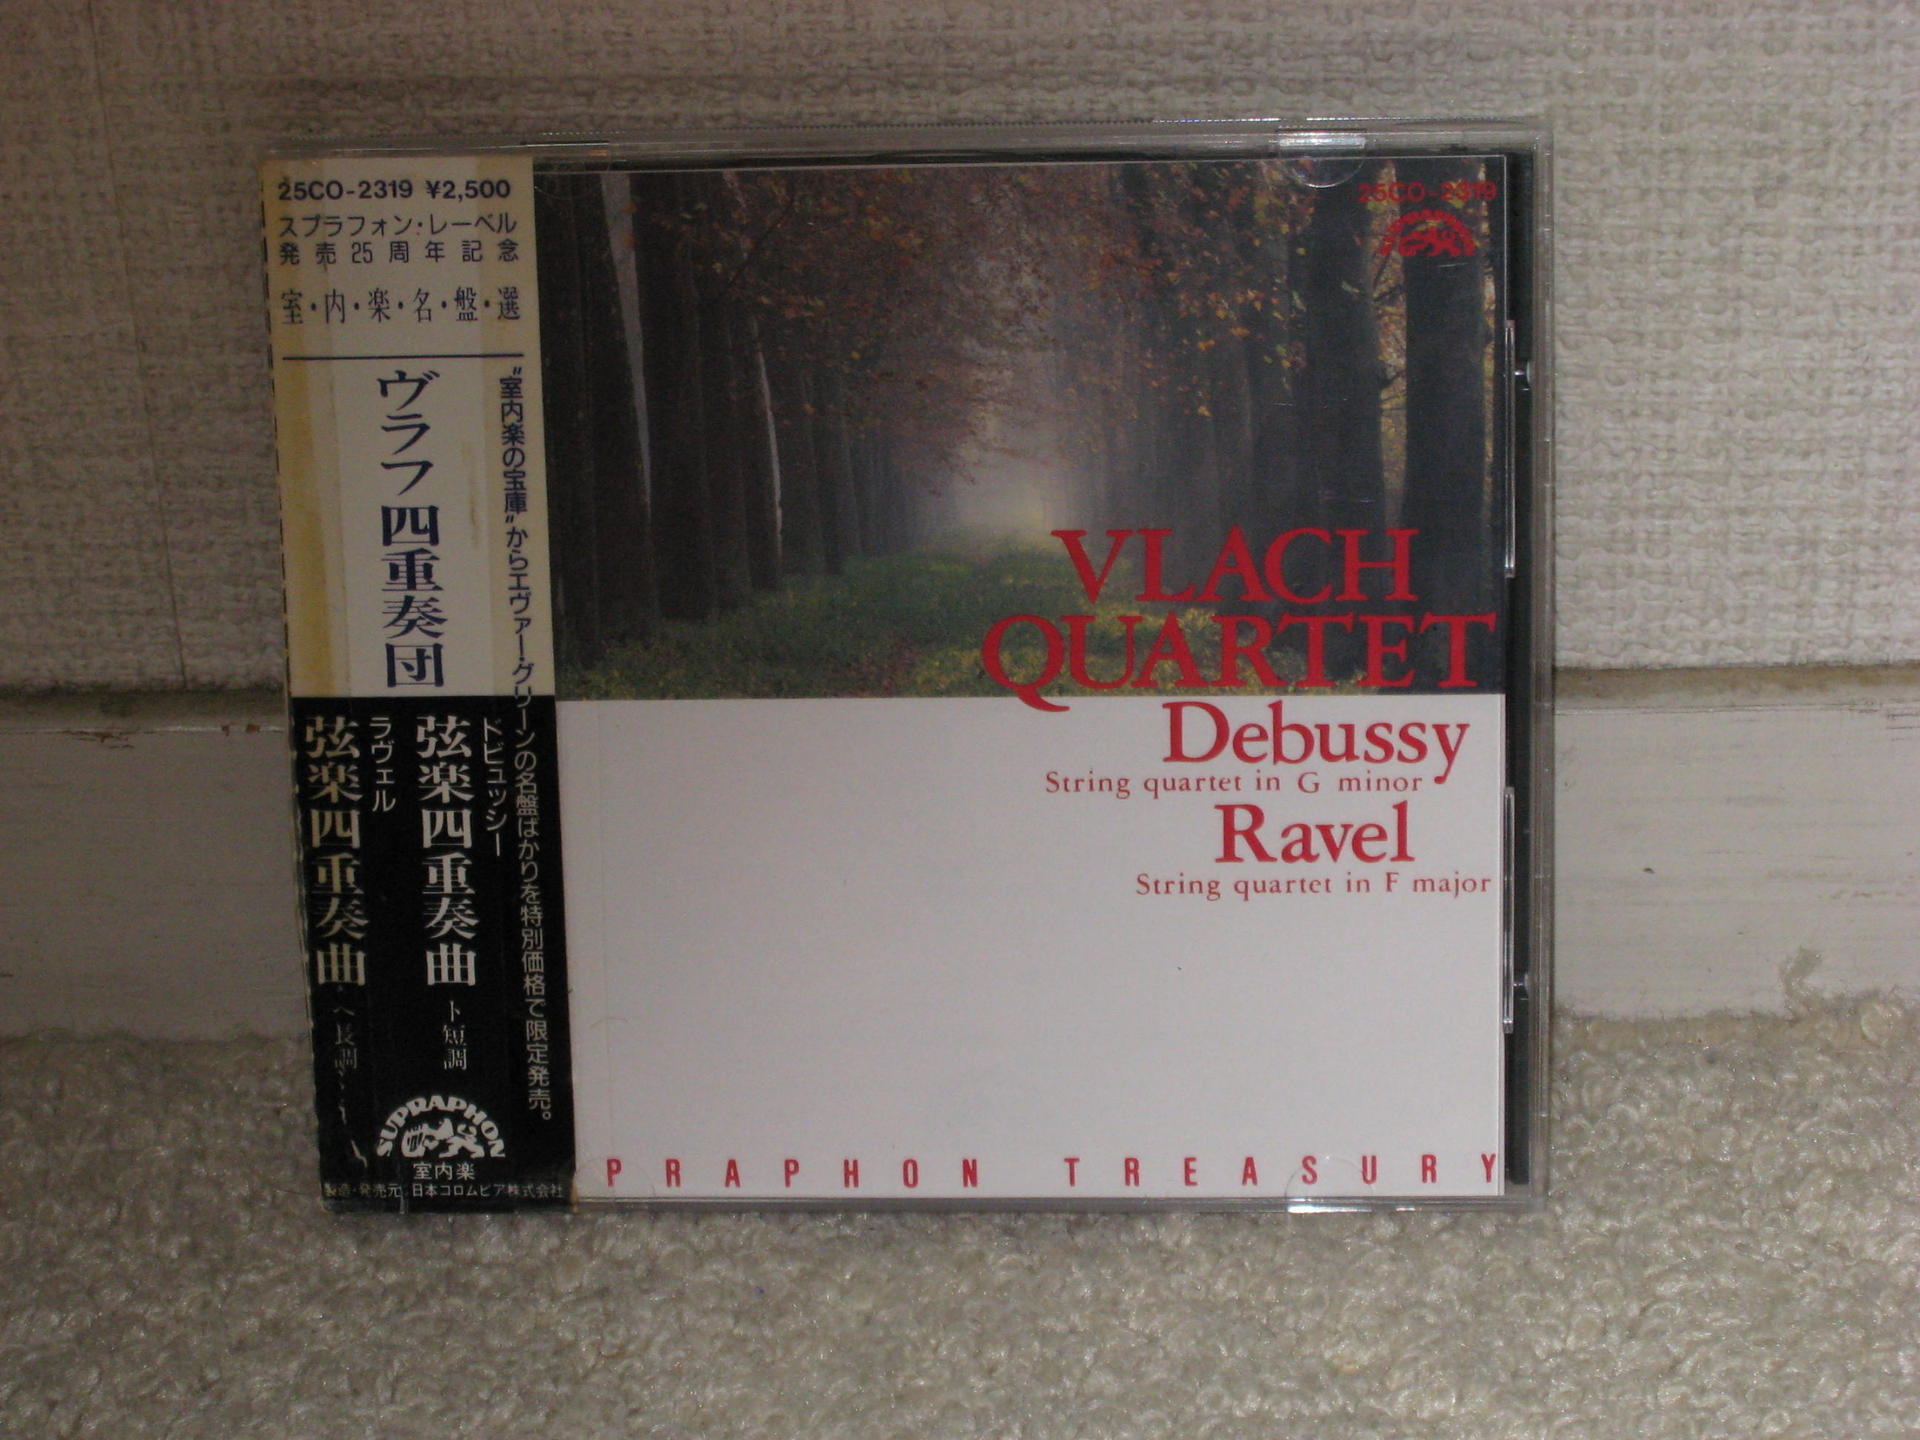 25CO-2319 ¥2,500
スプラフォン・レーベル
発売25周年記念
室・内・楽・名・盤・選
"室内楽の宝庫"からエヴァー・グリーンの名盤ばかりを特別価格で限定発売。
ヴラフ四重奏団
ドビュッシー
弦楽四重奏曲 ト短調
ラヴェル
弦楽四重奏曲 ヘ長調
SUPRAPHON
室内楽
製造・発売元 日本コロムビア株式会社
25CO-2319
VLACH
QUARTET
Debussy
String quartet in G minor
Ravel
String quartet in F major
PRAPHON TREASURY